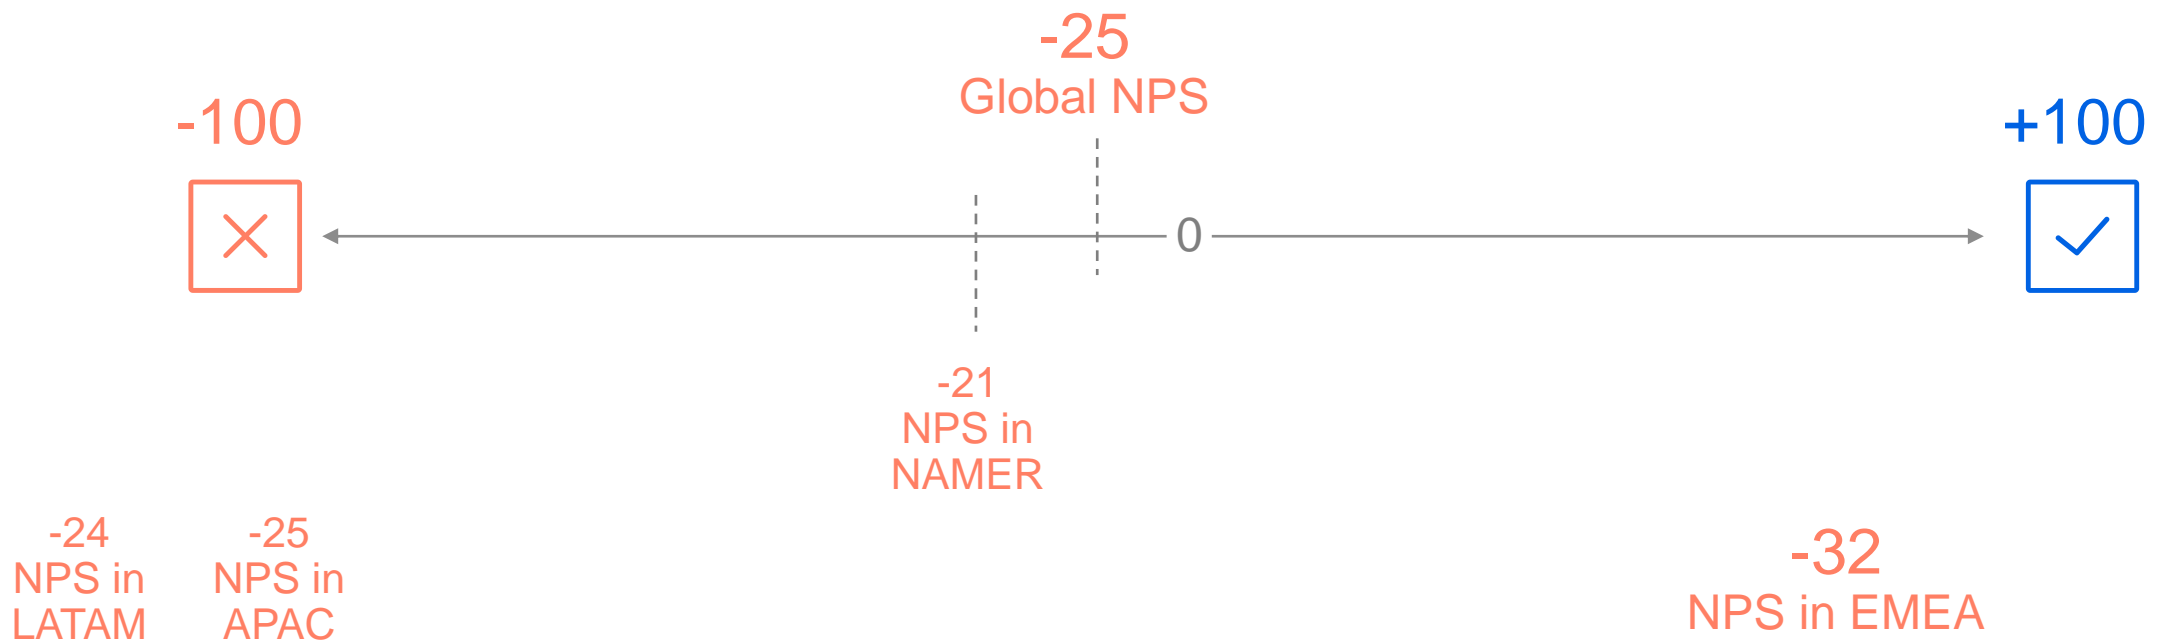 -25
Global NPS
-100
+100
0
-21
NPS in
NAMER
-24
NPS in
LATAM
-25
NPS in
APAC
-32
NPS in EMEA